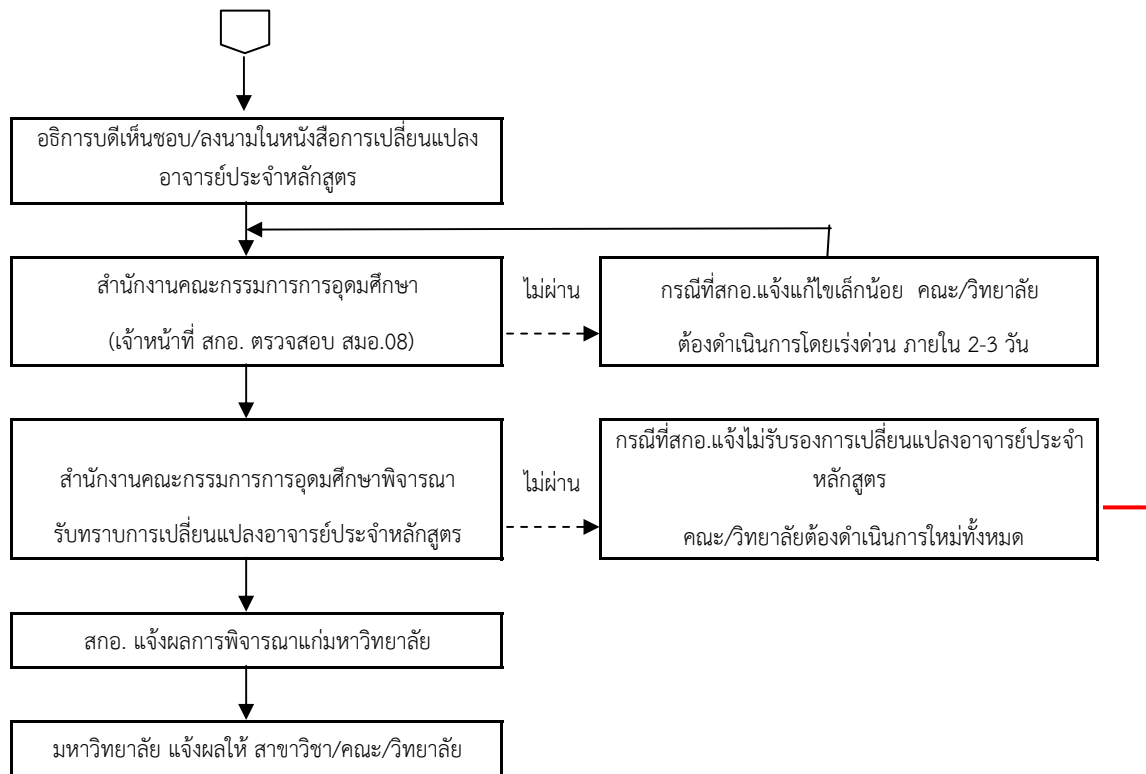 อธิการบดีเห็นชอบ/ลงนามในหนังสือการเปลี่ยนแปลง
อาจารย์ประจำหลักสูตร
สำนักงานคณะกรรมการการอุดมศึกษา
(เจ้าหน้าที่ สกอ. ตรวจสอบ สมอ.08)
ไม่ผ่าน
กรณีที่สกอ.แจ้งแก้ไขเล็กน้อย คณะ/วิทยาลัย
ต้องดำเนินการโดยเร่งด่วน ภายใน 2-3 วัน
สำนักงานคณะกรรมการการอุดมศึกษาพิจารณา
รับทราบการเปลี่ยนแปลงอาจารย์ประจำหลักสูตร
ไม่ผ่าน
กรณีที่สกอ.แจ้งไม่รับรองการเปลี่ยนแปลงอาจารย์ประจำ
หลักสูตร
คณะ/วิทยาลัยต้องดำเนินการใหม่ทั้งหมด
สกอ. แจ้งผลการพิจารณาแก่มหาวิทยาลัย
มหาวิทยาลัย แจ้งผลให้ สาขาวิชา/คณะ/วิทยาลัย